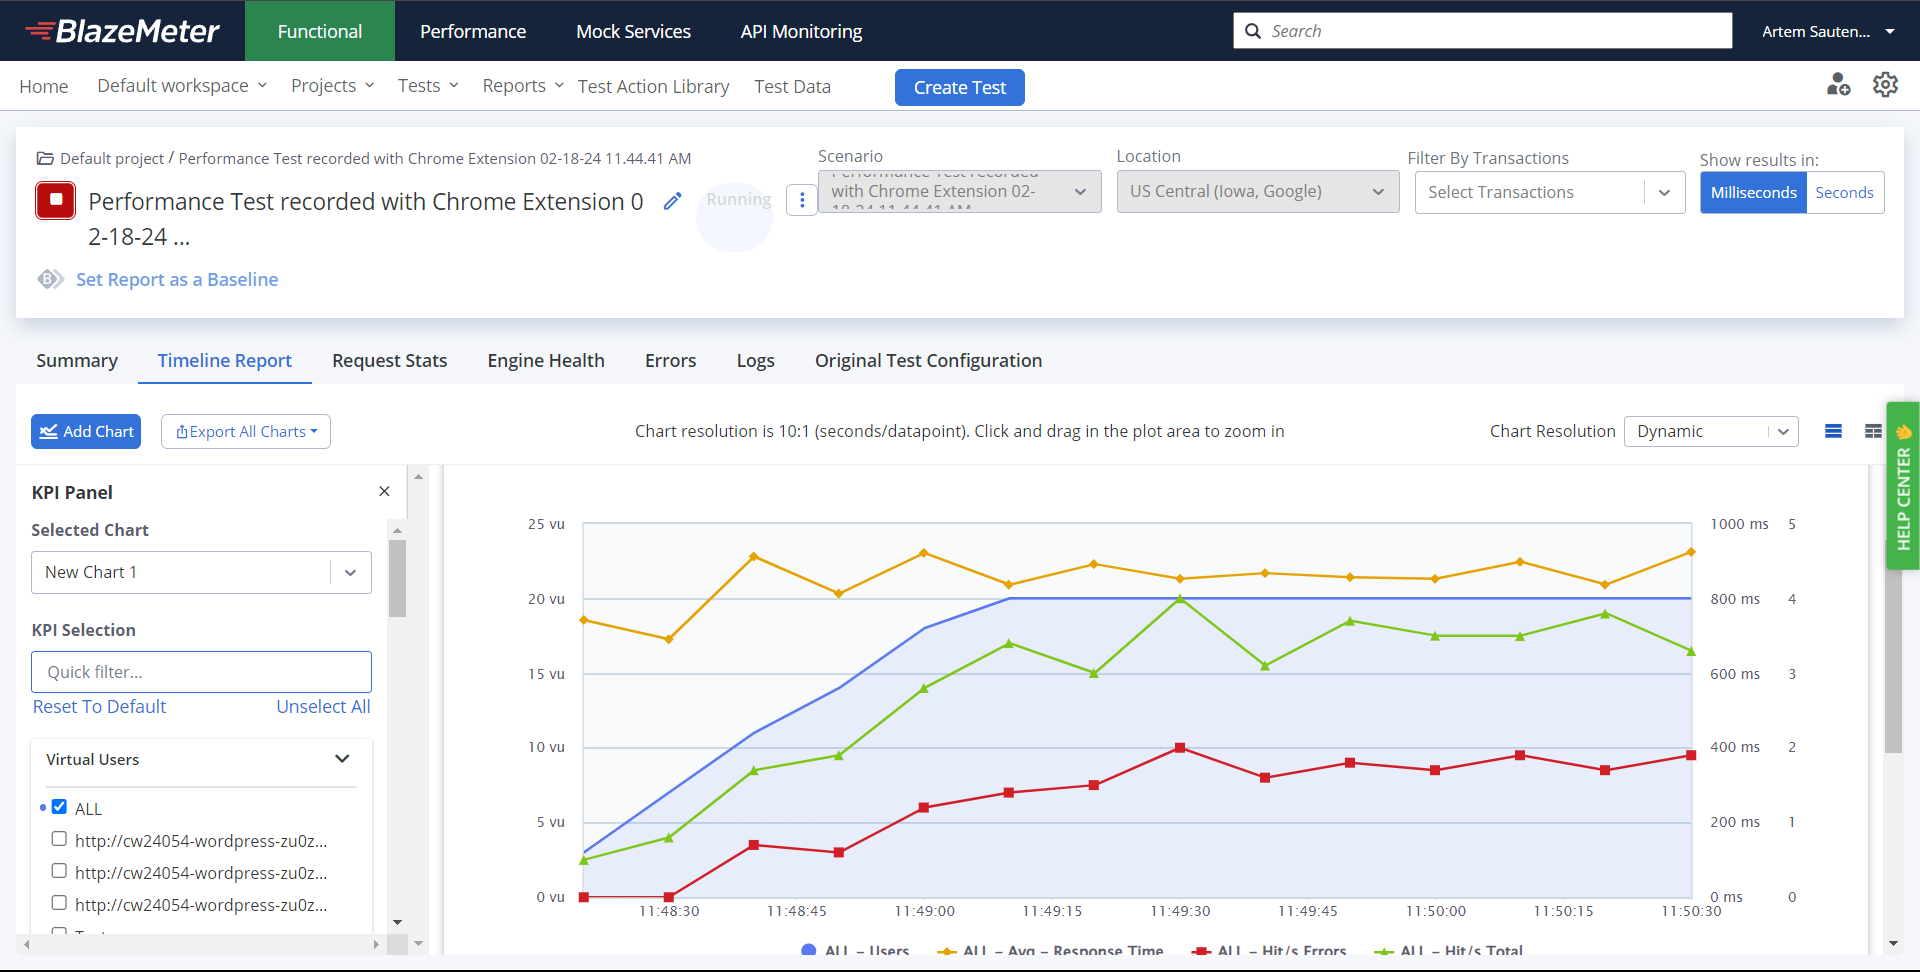 BlazeMeter
Functional
Performance
Mock Services
API Monitoring
Search
Artem Sauten...
Home
Default workspace
Projects
Tests
Reports
Test Action Library
Test Data
Create Test
Default project / Performance Test recorded with Chrome Extension 02-18-24 11.44.41 AM
Performance Test recorded with Chrome Extension 0
2-18-24 ...
Running
Set Report as a Baseline
Scenario
Performance Test recorded
with Chrome Extension 02-
18-24 11.44.41 AM
Location
US Central (Iowa, Google)
Filter By Transactions
Select Transactions
Show results in:
Milliseconds
Seconds
Summary
Timeline Report
Request Stats
Engine Health
Errors
Logs
Original Test Configuration
Add Chart
Export All Charts
Chart resolution is 10:1 (seconds/datapoint). Click and drag in the plot area to zoom in
Chart Resolution
Dynamic
HELP CENTER
KPI Panel
Selected Chart
New Chart 1
KPI Selection
Quick filter...
Reset To Default
Unselect All
Virtual Users
ALL
http://cw24054-wordpress-zu0z...
http://cw24054-wordpress-zu0z...
http://cw24054-wordpress-zu0z...
25 vu
20 vu
15 vu
10 vu
5 vu
0 vu
1000 ms 5
800 ms 4
600 ms 3
400 ms 2
200 ms 1
0 ms 0
11:48:30 11:48:45 11:49:00 11:49:15 11:49:30 11:49:45 11:50:00 11:50:15 11:50:30
ALL – Users
ALL – Avg – Response Time
ALL – Hit/s Errors
ALL – Hit/s Total